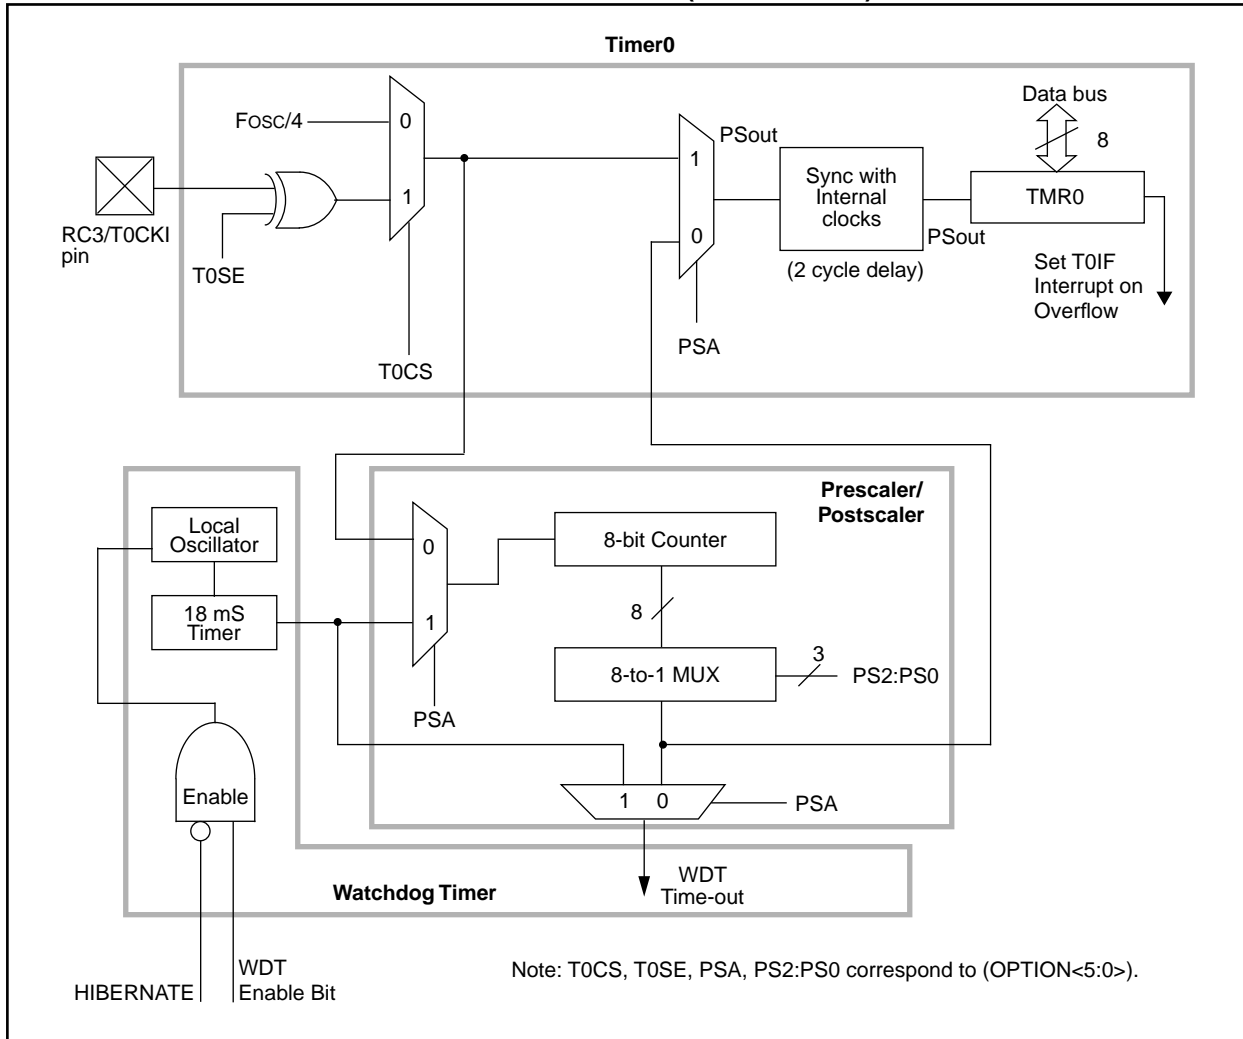 Timer0
Data bus
8
FOSC/4
0
1
PSout
1
0
Sync with
Internal
clocks
TMR0
PSout
(2 cycle delay)
RC3/T0CKI
pin
T0SE
T0CS
PSA
Set T0IF
Interrupt on
Overflow
Prescaler/
Postscaler
Local
Oscillator
18 mS
Timer
0
1
PSA
8-bit Counter
8
8-to-1 MUX
3
PS2:PS0
1 0
PSA
Enable
WDT
Time-out
Watchdog Timer
HIBERNATE
WDT
Enable Bit
Note: T0CS, T0SE, PSA, PS2:PS0 correspond to (OPTION<5:0>).